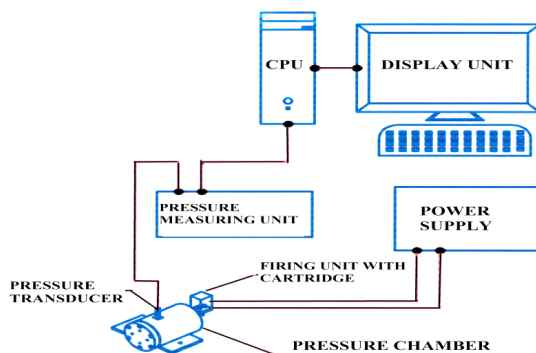 CPU
DISPLAY UNIT
PRESSURE
MEASURING UNIT
POWER
SUPPLY
FIRING UNIT WITH
CARTRIDGE
PRESSURE
TRANSDUCER
PRESSURE CHAMBER